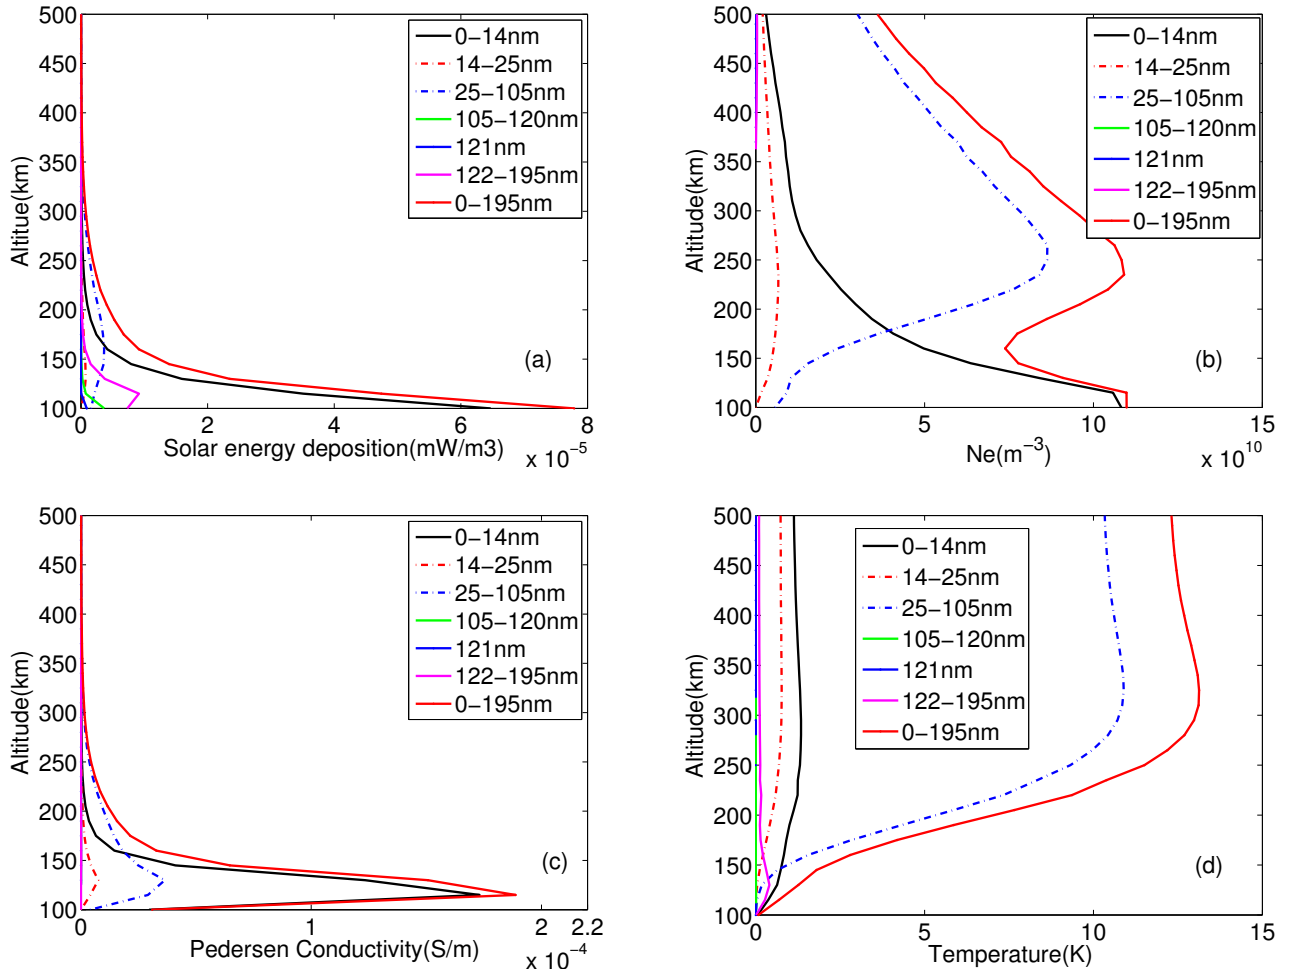 500
450
400
350
300
250
200
150
100
Altitue(km)
0−14nm
14−25nm
25−105nm
105−120nm
121nm
122−195nm
0−195nm
(a)
0 2 4 6 8
Solar energy deposition(mW/m3)
x 10−5
500
450
400
350
300
250
200
150
100
Altitude(km)
0−14nm
14−25nm
25−105nm
105−120nm
121nm
122−195nm
0−195nm
(b)
0 5 10 15
Ne(m−3)
x 1010
500
450
400
350
300
250
200
150
100
Altitude(km)
0−14nm
14−25nm
25−105nm
105−120nm
121nm
122−195nm
0−195nm
(c)
0 1 2 2.2
Pedersen Conductivity(S/m)
x 10−4
500
450
400
350
300
250
200
150
100
Altitude(km)
0−14nm
14−25nm
25−105nm
105−120nm
121nm
122−195nm
0−195nm
(d)
0 5 10 15
Temperature(K)